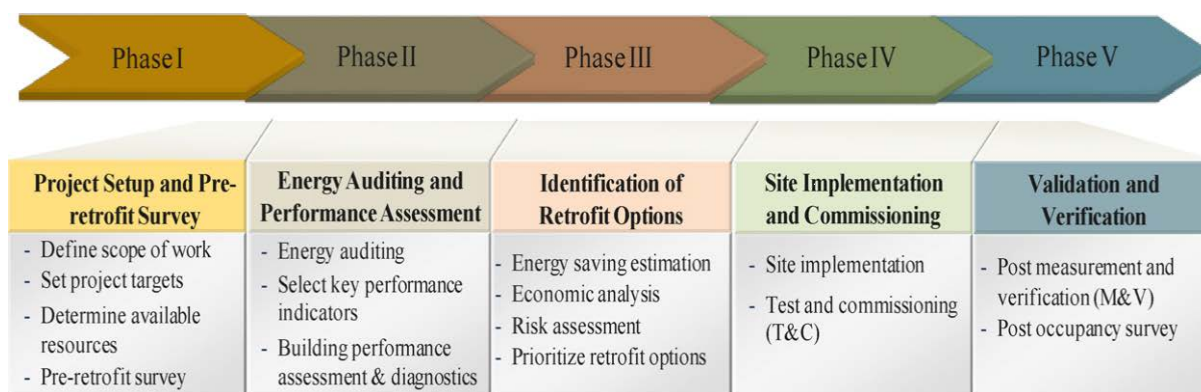 Phase I
Phase II
Phase III
Phase IV
Phase V
Project Setup and Pre-
retrofit Survey
- Define scope of work
- Set project targets
- Determine available
resources
- Pre-retrofit survey
Energy Auditing and
Performance Assessment
- Energy auditing
- Select key performance
indicators
- Building performance
assessment & diagnostics
Identification of
Retrofit Options
- Energy saving estimation
- Economic analysis
- Risk assessment
- Prioritize retrofit options
Site Implementation
and Commissioning
- Site implementation
- Test and commissioning
(T&C)
Validation and
Verification
- Post measurement and
verification (M&V)
- Post occupancy survey